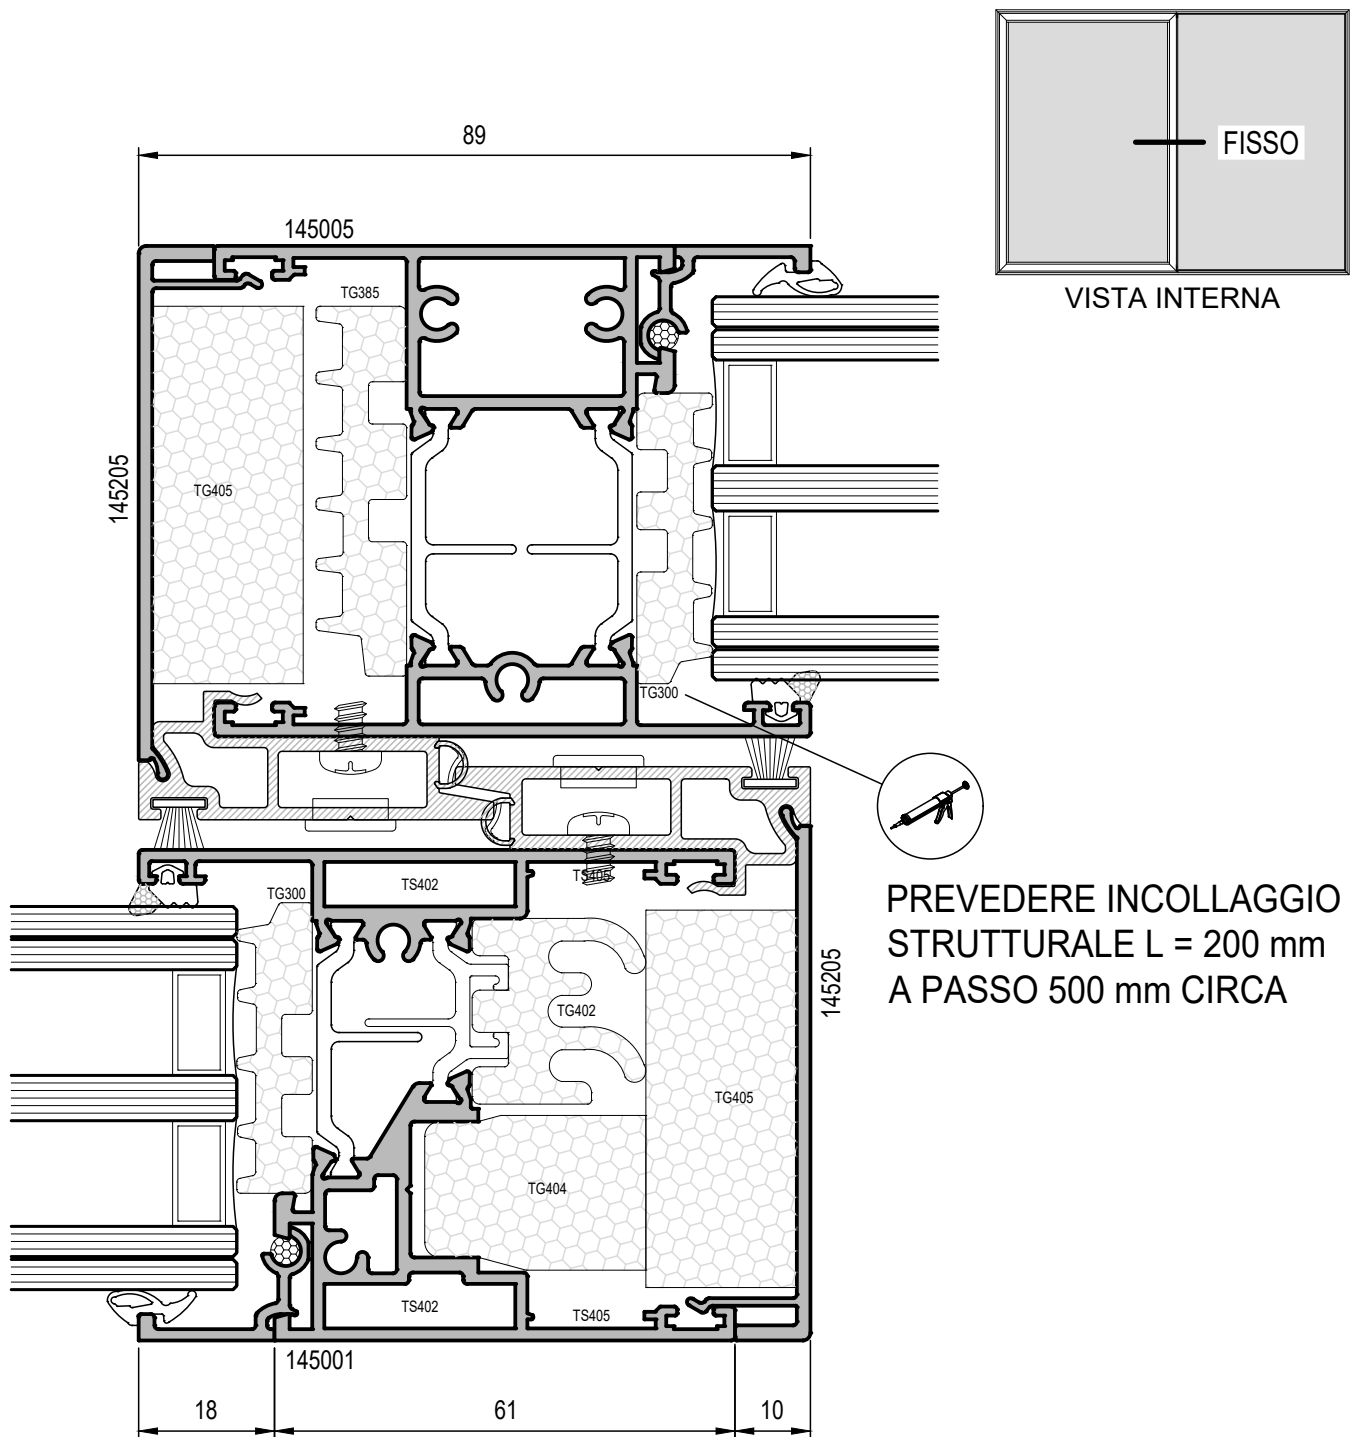 89
FISSO
145005
VISTA INTERNA
TG385
145205
TG405
TG300
TS402
TS405
TG300
PREVEDERE INCOLLAGGIO
STRUTTURALE L = 200 mm
A PASSO 500 mm CIRCA
145205
TG402
TG405
TG404
TS402
TS405
145001
18
61
10